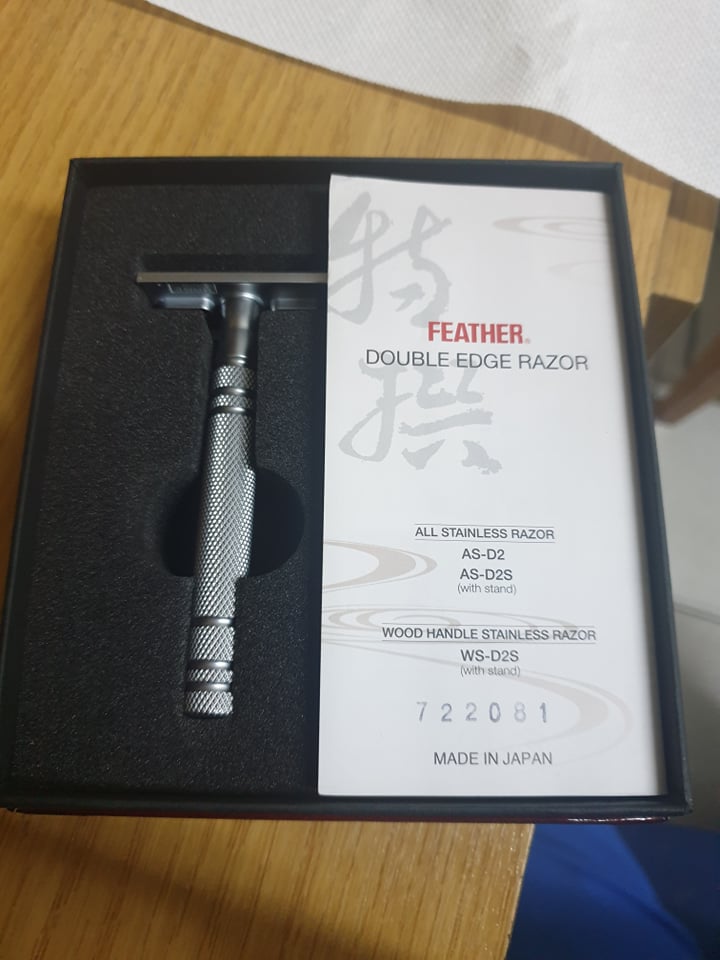 特撰
FEATHER®
DOUBLE EDGE RAZOR
ALL STAINLESS RAZOR
AS-D2
AS-D2S
(with stand)
WOOD HANDLE STAINLESS RAZOR
WS-D2S
(with stand)
722081
MADE IN JAPAN